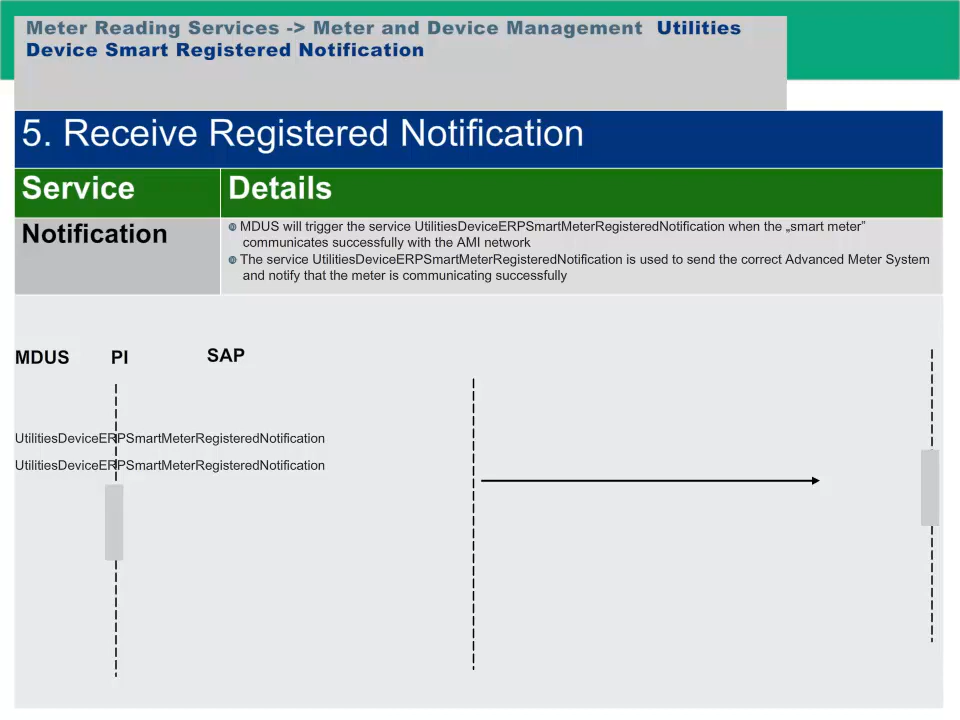 Meter Reading Services -> Meter and Device Management Utilities
Device Smart Registered Notification
5. Receive Registered Notification
Service
Details
Notification
MDUS will trigger the service UtilitiesDeviceERPSmartMeterRegisteredNotification when the „smart meter”
communicates successfully with the AMI network
The service UtilitiesDeviceERPSmartMeterRegisteredNotification is used to send the correct Advanced Meter System
and notify that the meter is communicating successfully
MDUS PI SAP
UtilitiesDeviceERPSmartMeterRegisteredNotification
UtilitiesDeviceERPSmartMeterRegisteredNotification